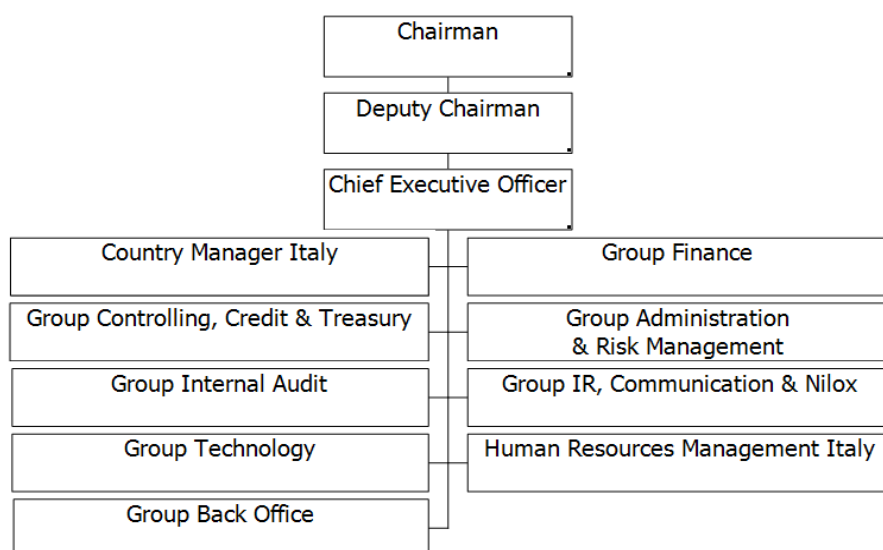 Chairman
Deputy Chairman
Chief Executive Officer
Country Manager Italy
Group Finance
Group Controlling, Credit & Treasury
Group Administration
& Risk Management
Group Internal Audit
Group IR, Communication & Nilox
Group Technology
Human Resources Management Italy
Group Back Office